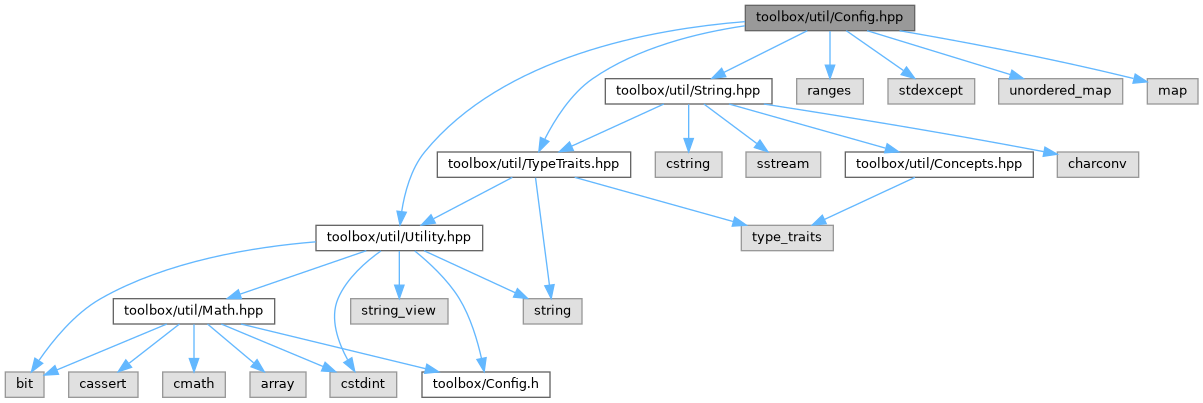 toolbox/util/Config.hpp
toolbox/util/String.hpp
ranges
stdexcept
unordered_map
map
toolbox/util/TypeTraits.hpp
cstring
sstream
toolbox/util/Concepts.hpp
charconv
toolbox/util/Utility.hpp
type_traits
toolbox/util/Math.hpp
string_view
string
bit
cassert
cmath
array
cstdint
toolbox/Config.h